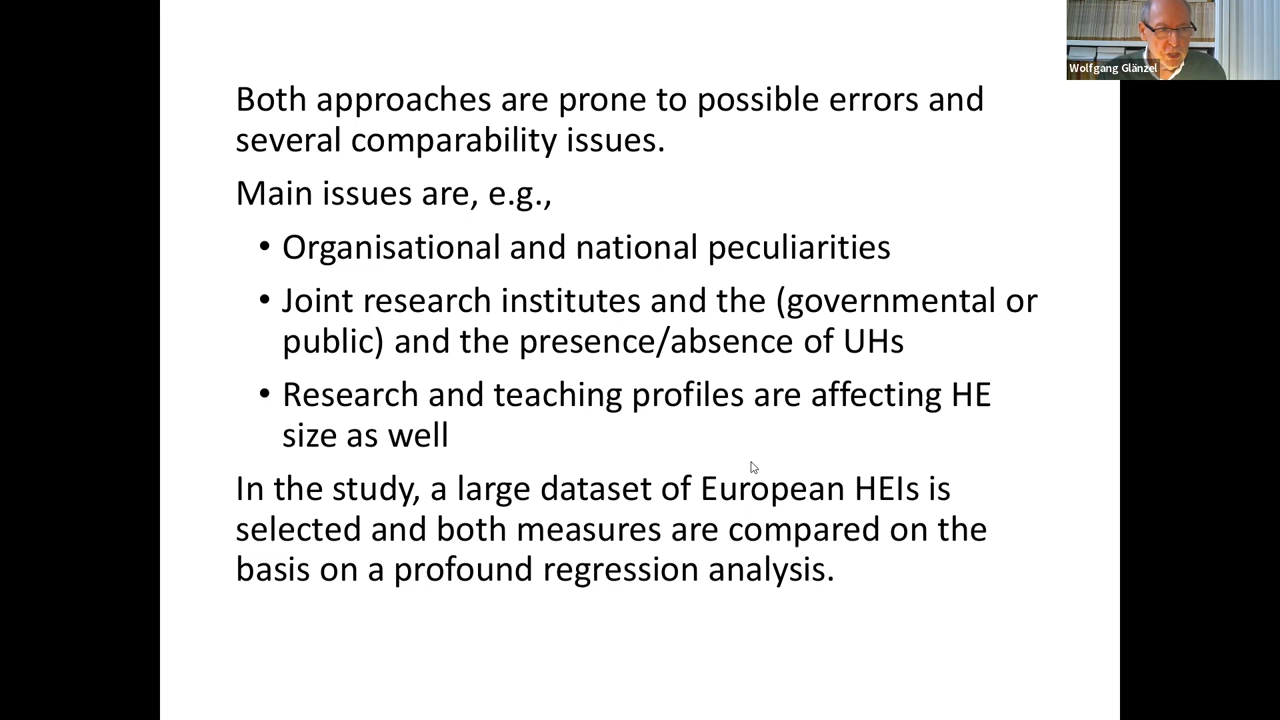 Wolfgang Glänzel
Both approaches are prone to possible errors and
several comparability issues.
Main issues are, e.g.,
• Organisational and national peculiarities
• Joint research institutes and the (governmental or
public) and the presence/absence of UHs
• Research and teaching profiles are affecting HE
size as well
In the study, a large dataset of European HEIs is
selected and both measures are compared on the
basis on a profound regression analysis.